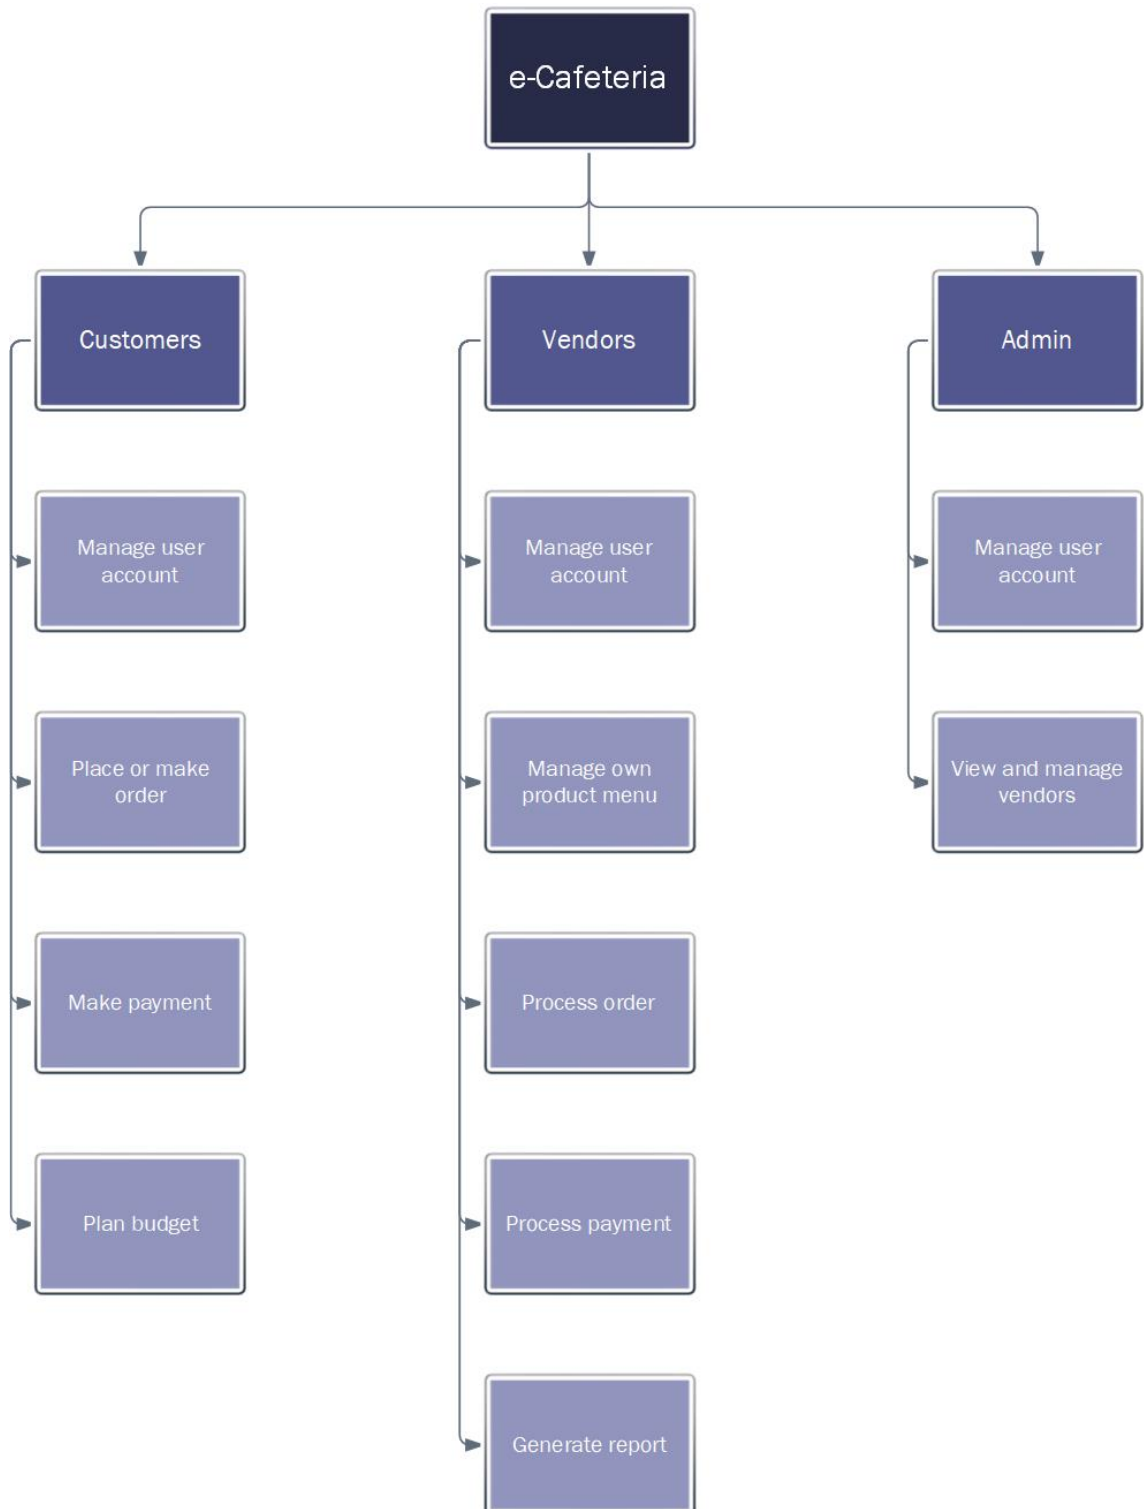 e-Cafeteria
Customers
Vendors
Admin
Manage user
account
Manage user
account
Manage user
account
Place or make
order
Manage own
product menu
View and manage
vendors
Make payment
Process order
Plan budget
Process payment
Generate report